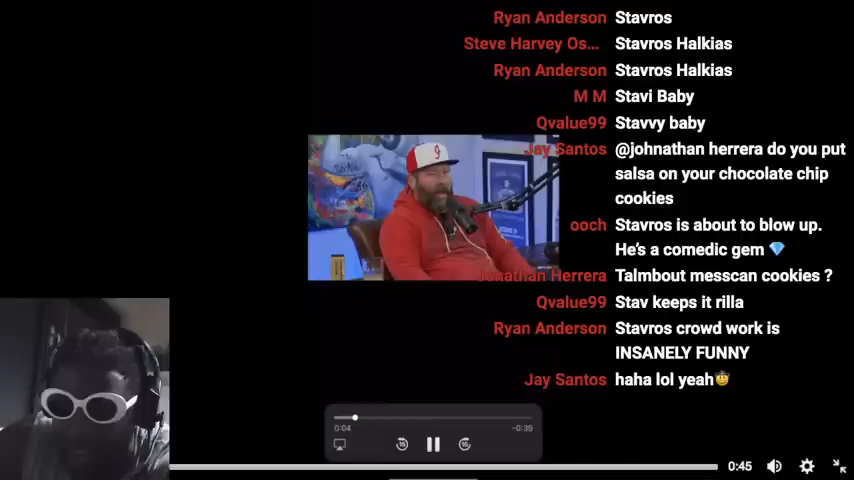 Ryan Anderson Stavros
Steve Harvey Os... Stavros Halkias
Ryan Anderson Stavros Halkias
M M Stavi Baby
Qvalue99 Stavvy baby
Jay Santos @johnathan herrera do you put
salsa on your chocolate chip
cookies
ooch Stavros is about to blow up.
He's a comedic gem 💎
Jonathan Herrera Talmbout messcan cookies ?
Qvalue99 Stav keeps it rilla
Ryan Anderson Stavros crowd work is
INSANELY FUNNY
Jay Santos haha lol yeah🤠
0:04 -0:39
15 15
0:45